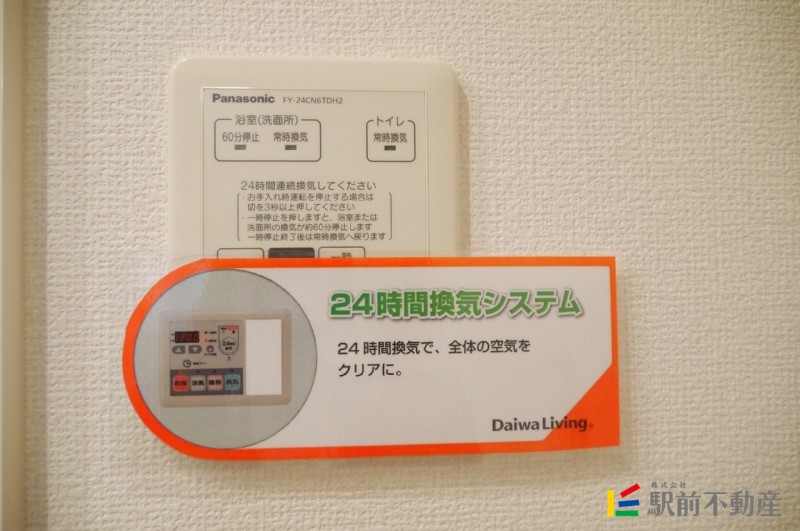 Panasonic FY-24CN6TDH2
浴室(洗面所) トイレ
60分停止 常時換気 常時換気
24時間連続換気してください
・お手入れ時運転を停止する場合は
切を3秒以上押してください
・一時停止を押しますと、浴室または
洗面所の換気が約60分停止します
一時停止終了後は常時換気へ戻ります
24時間換気システム
24時間換気で、全体の空気を
クリアに。
Daiwa Living®
株式会社
駅前不動産